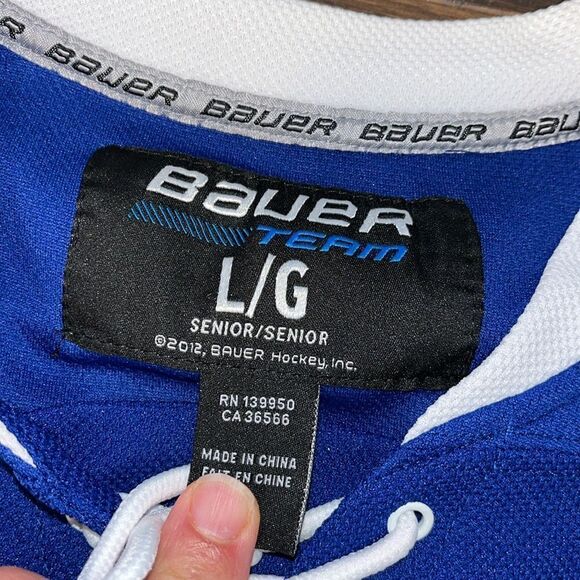 BAUER BAUER BAUER BAUER BAUER
BAUER
TEAM
L/G
SENIOR/SENIOR
©2012, BAUER Hockey, Inc.
RN 139950
CA 36566
MADE IN CHINA
FAIT EN CHINE